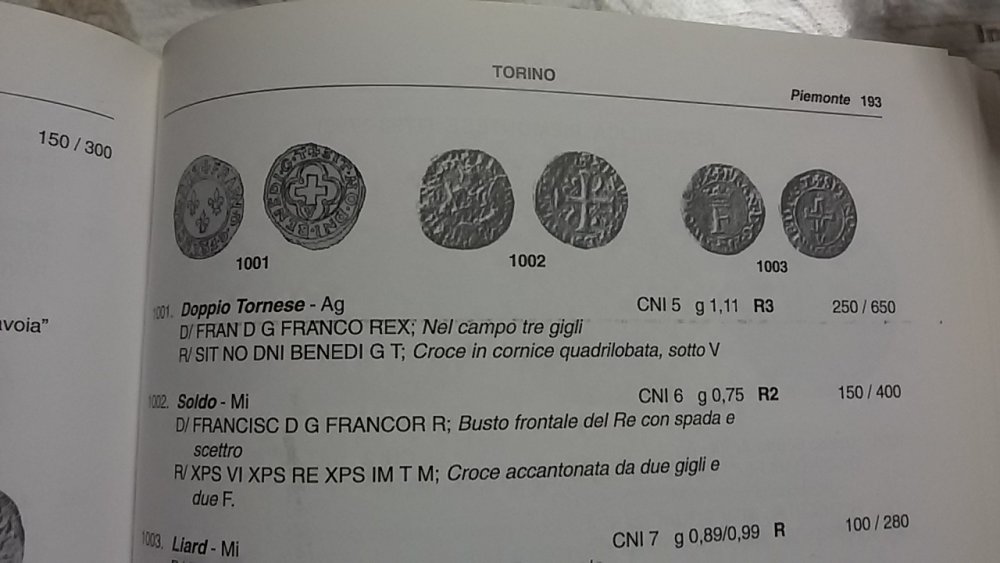 150 / 300
TORINO
Piemonte 193
1001
1002
1003
1001. Doppio Tornese - Ag CNI 5 g 1,11 R3 250 / 650
D/ FRAN D G FRANCO REX; Nel campo tre gigli
R/ SIT NO DNI BENEDI G T; Croce in cornice quadrilobata, sotto V
1002. Soldo - Mi CNI 6 g 0,75 R2 150 / 400
D/ FRANCISC D G FRANCOR R; Busto frontale del Re con spada e
scettro
R/ XPS VI XPS RE XPS IM T M; Croce accantonata da due gigli e
due F.
1003. Liard - Mi CNI 7 g 0,89/0,99 R 100 / 280